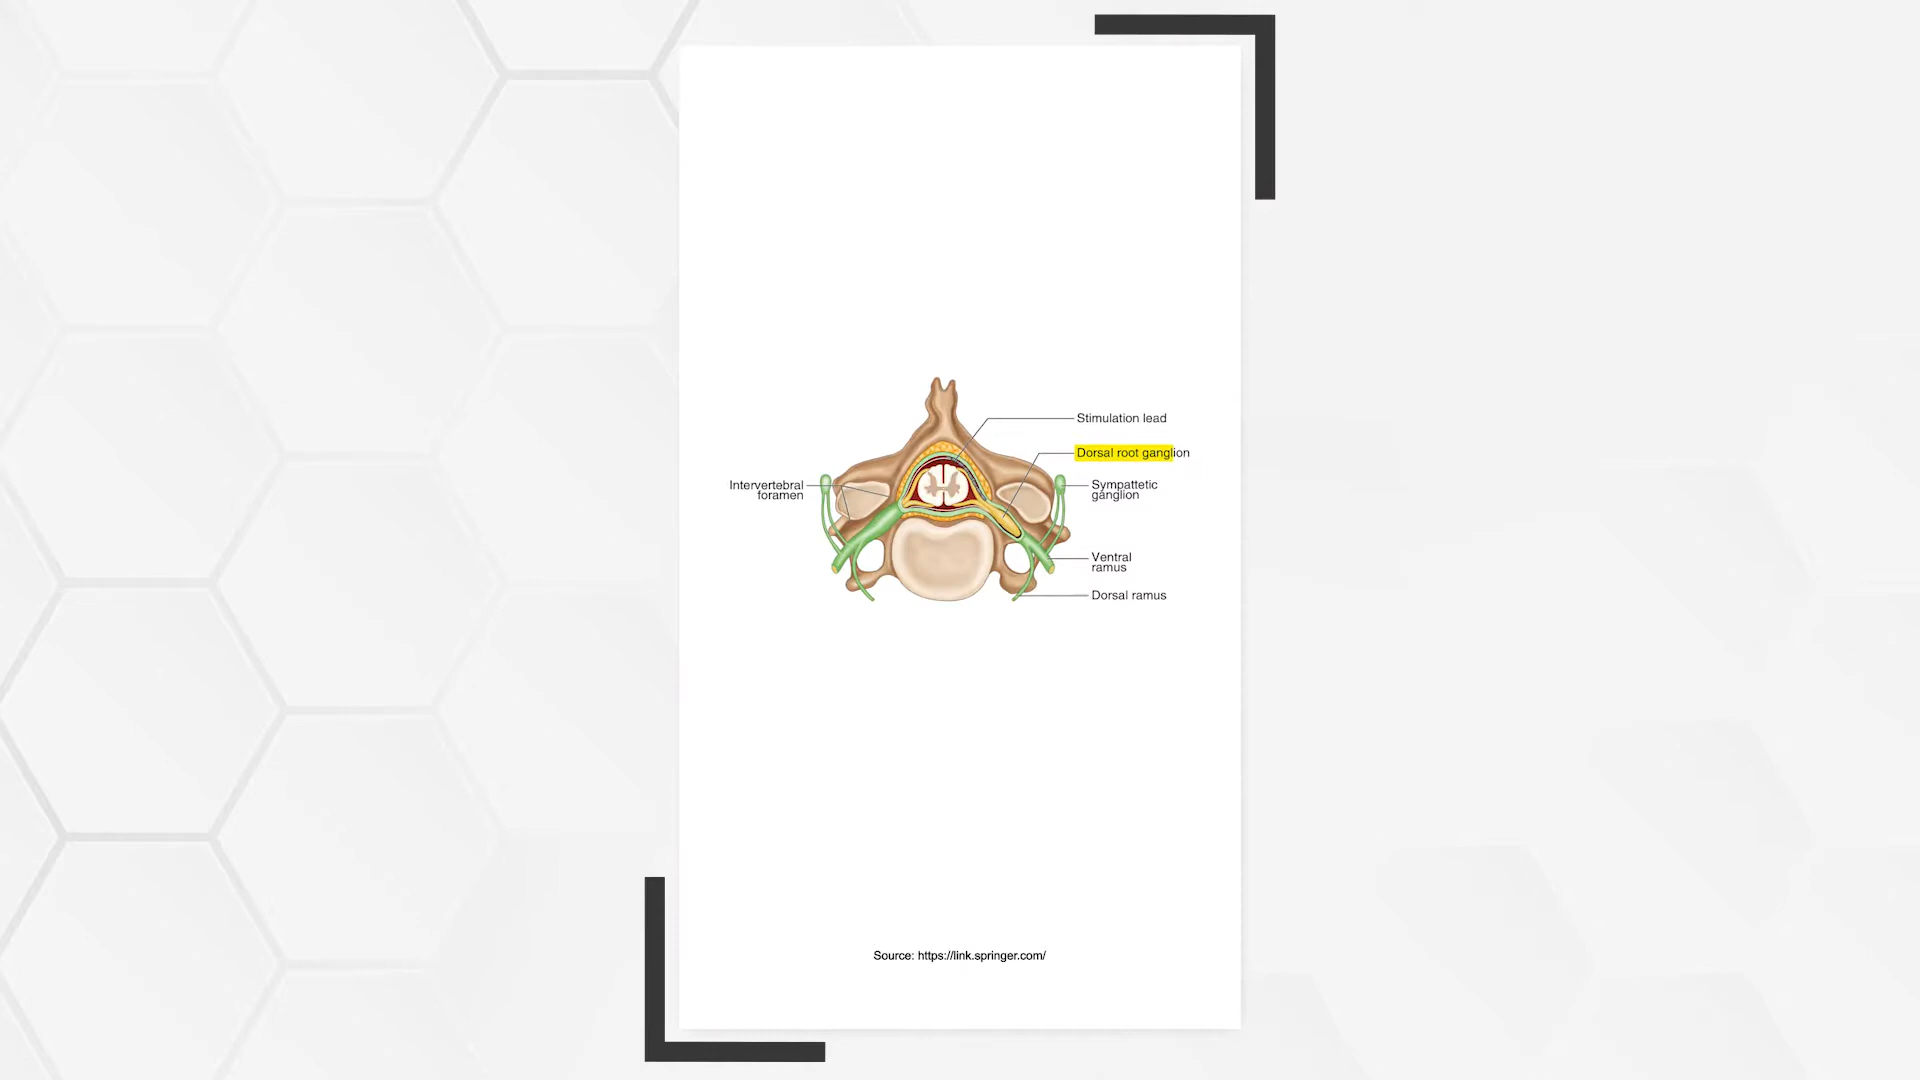 Stimulation lead
Dorsal root ganglion
Intervertebral
foramen
Sympattetic
ganglion
Ventral
ramus
Dorsal ramus
Source: https://link.springer.com/